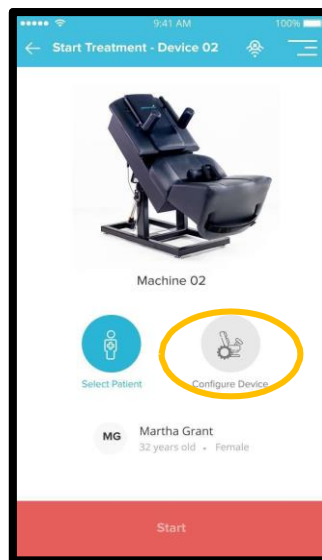 9:41 AM
100%
Start Treatment - Device 02
Machine 02
Select Patient
Configure Device
MG
Martha Grant
32 years old • Female
Start